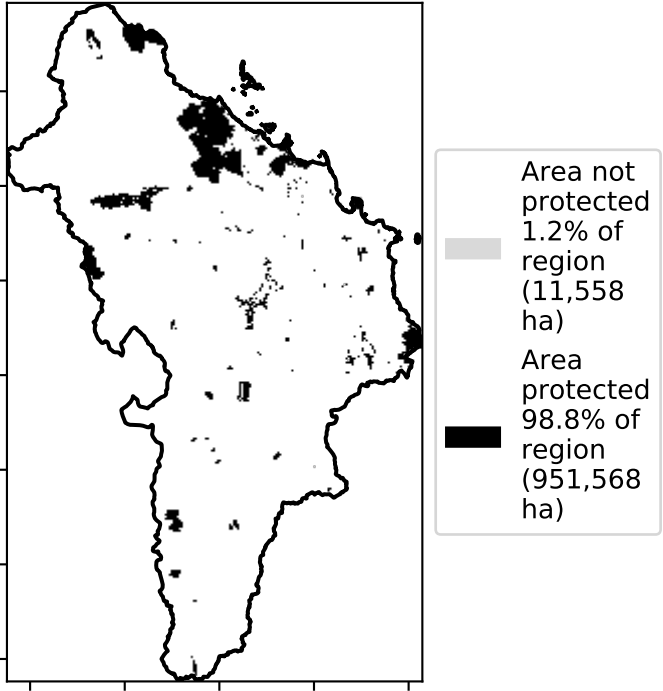 Area not
protected
1.2% of
region
(11,558
ha)
Area
protected
98.8% of
region
(951,568
ha)